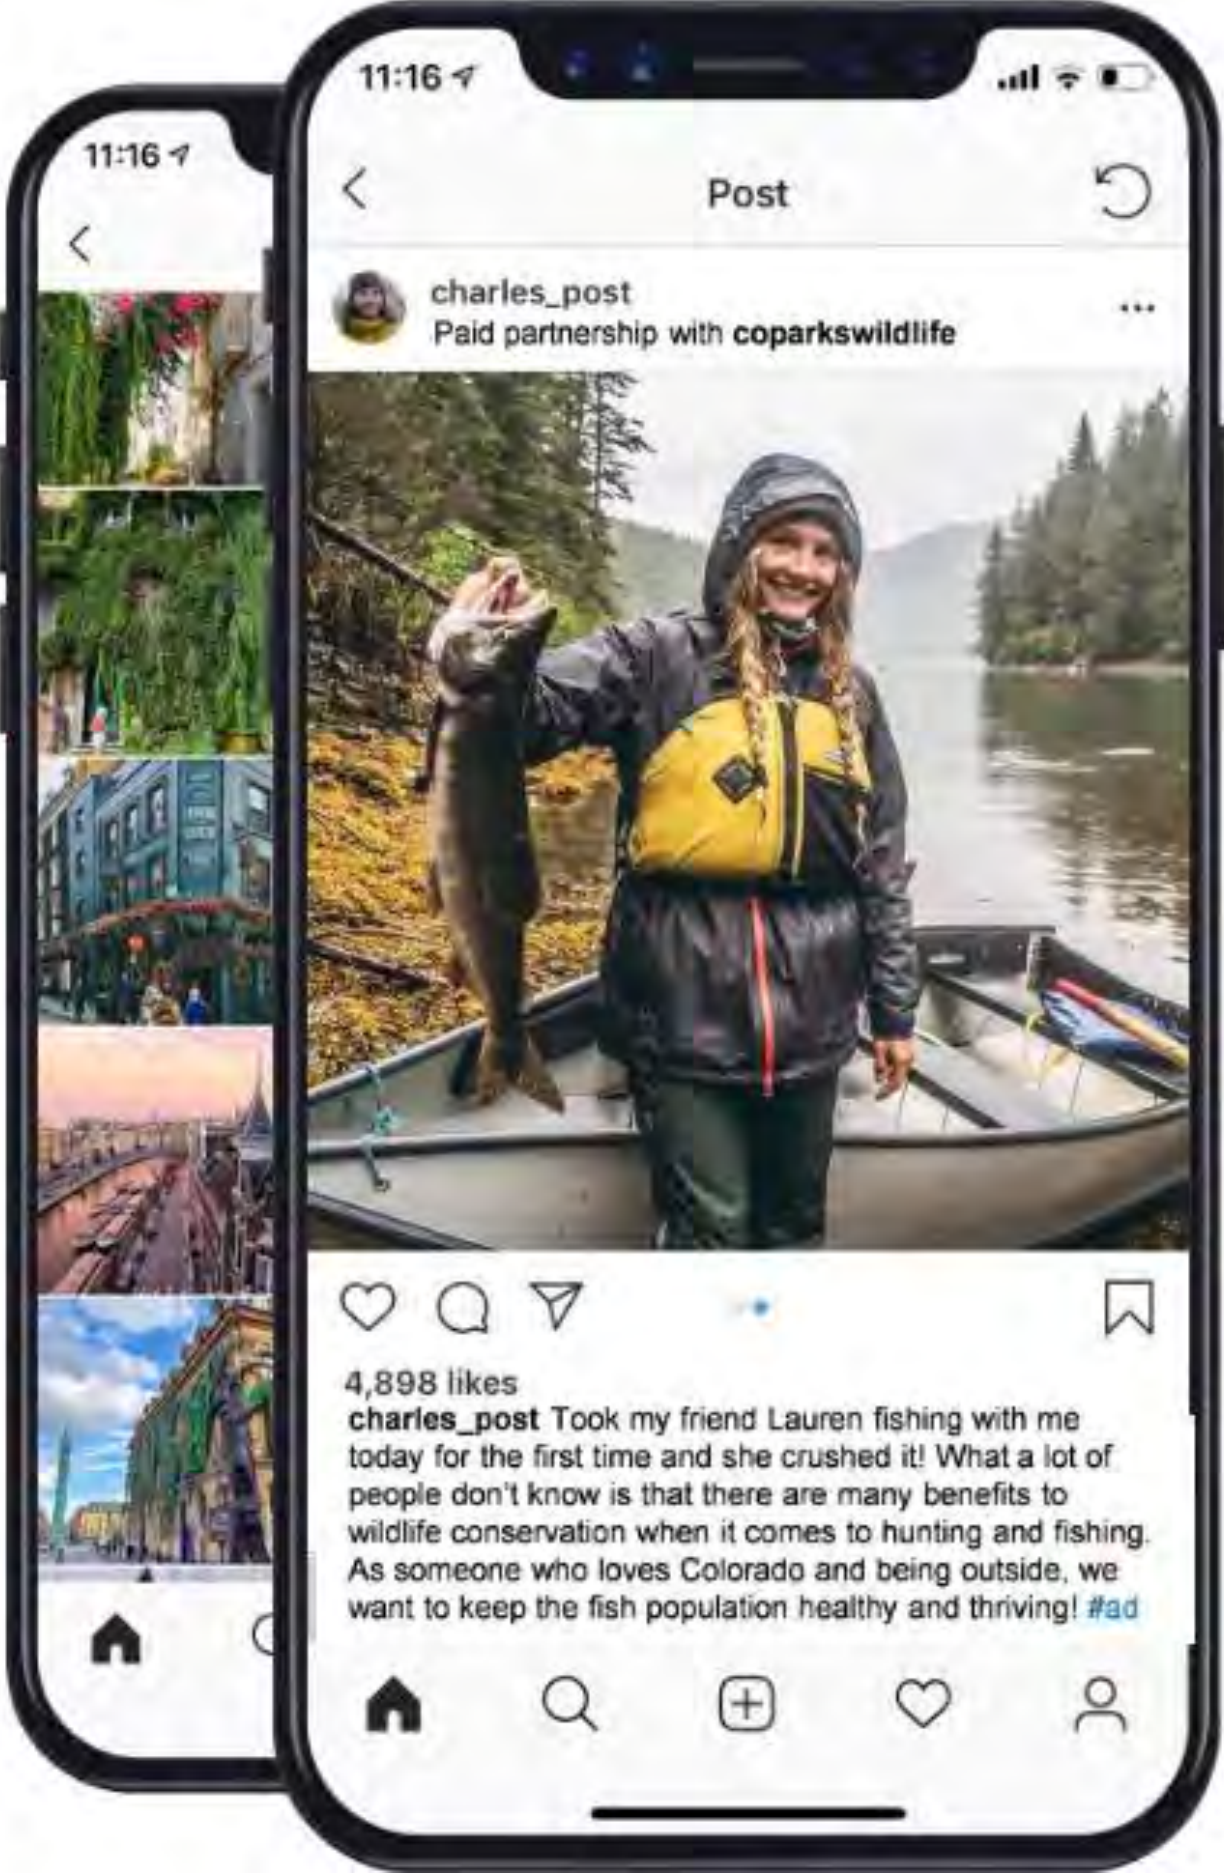 11:16
11:16
Post
charles_post
Paid partnership with coparkswildlife
4,898 likes
charles_post Took my friend Lauren fishing with me
today for the first time and she crushed it! What a lot of
people don't know is that there are many benefits to
wildlife conservation when it comes to hunting and fishing.
As someone who loves Colorado and being outside, we
want to keep the fish population healthy and thriving! #ad